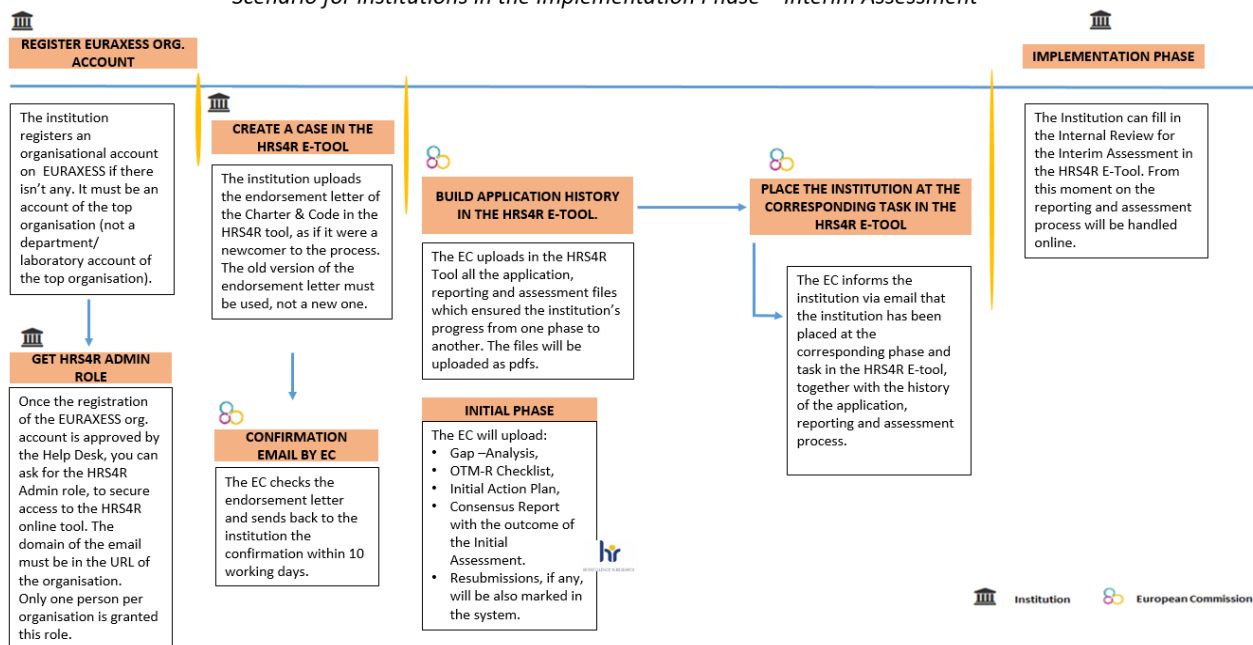 Scenario for Institutions in the Implementation Phase – Interim Assessment
REGISTER EURAXESS ORG.
ACCOUNT
The institution
registers an
organisational account
on EURAXESS if there
isn’t any. It must be an
account of the top
organisation (not a
department/
laboratory account of
the top organisation).
GET HRS4R ADMIN
ROLE
Once the registration
of the EURAXESS org.
account is approved by
the Help Desk, you can
ask for the HRS4R
Admin role, to secure
access to the HRS4R
online tool. The
domain of the email
must be in the URL of
the organisation.
Only one person per
organisation is granted
this role.
CREATE A CASE IN THE
HRS4R E-TOOL
The institution uploads
the endorsement letter of
the Charter & Code in the
HRS4R tool, as if it were a
newcomer to the process.
The old version of the
endorsement letter must
be used, not a new one.
CONFIRMATION
EMAIL BY EC
The EC checks the
endorsement letter
and sends back to the
institution the
confirmation within 10
working days.
BUILD APPLICATION HISTORY
IN THE HRS4R E-TOOL.
The EC uploads in the HRS4R
Tool all the application,
reporting and assessment files
which ensured the institution’s
progress from one phase to
another. The files will be
uploaded as pdfs.
INITIAL PHASE
The EC will upload:
• Gap –Analysis,
• OTM-R Checklist,
• Initial Action Plan,
• Consensus Report
with the outcome of
the Initial
Assessment.
• Resubmissions, if any,
will be also marked in
the system.
hr
PLACE THE INSTITUTION AT THE
CORRESPONDING TASK IN THE
HRS4R E-TOOL
The EC informs the
institution via email that
the institution has been
placed at the
corresponding phase and
task in the HRS4R E-tool,
together with the history
of the application,
reporting and assessment
process.
IMPLEMENTATION PHASE
The Institution can fill in
the Internal Review for
the Interim Assessment in
the HRS4R E-Tool. From
this moment on the
reporting and assessment
process will be handled
online.
Institution
European Commission